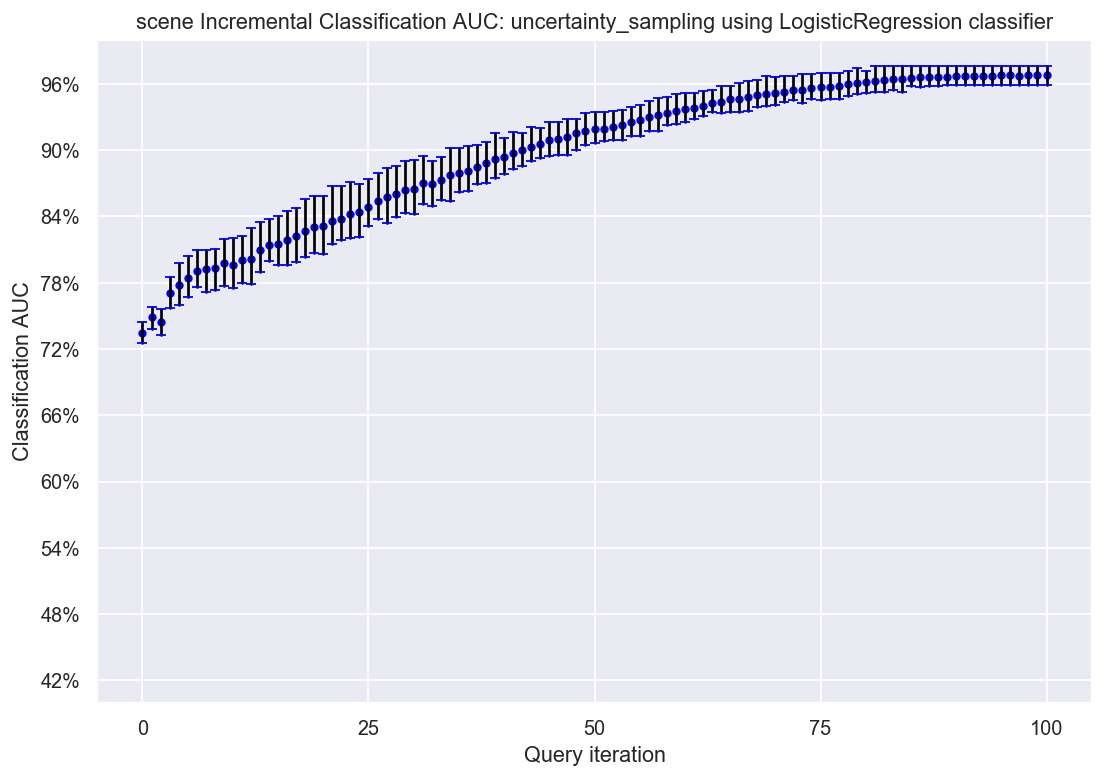 scene Incremental Classification AUC: uncertainty_sampling using LogisticRegression classifier
Classification AUC
96%
90%
84%
78%
72%
66%
60%
54%
48%
42%
0 25 50 75 100
Query iteration